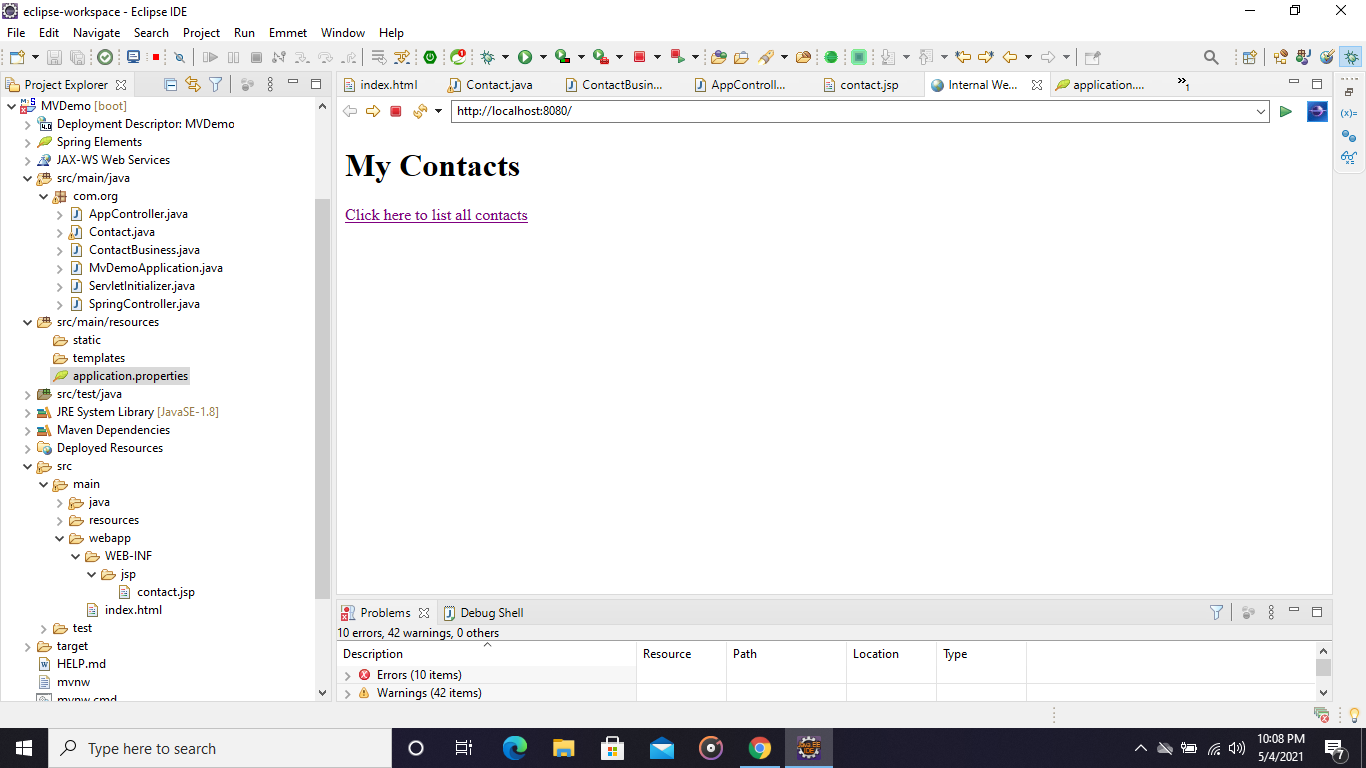 eclipse-workspace - Eclipse IDE
File Edit Navigate Search Project Run Emmet Window Help
Project Explorer
index.html Contact.java ContactBusin... AppControll... contact.jsp Internal We... application.... »1
http://localhost:8080/
MVDemo [boot]
Deployment Descriptor: MVDemo
Spring Elements
JAX-WS Web Services
src/main/java
com.org
AppController.java
Contact.java
ContactBusiness.java
MvDemoApplication.java
ServletInitializer.java
SpringController.java
src/main/resources
static
templates
application.properties
src/test/java
JRE System Library [JavaSE-1.8]
Maven Dependencies
Deployed Resources
src
main
java
resources
webapp
WEB-INF
jsp
contact.jsp
index.html
test
target
HELP.md
mvnw
mvnw.cmd
My Contacts
Click here to list all contacts
(x)=
Problems Debug Shell
10 errors, 42 warnings, 0 others
Description Resource Path Location Type
Errors (10 items)
Warnings (42 items)
Type here to search
10:08 PM
5/4/2021
7